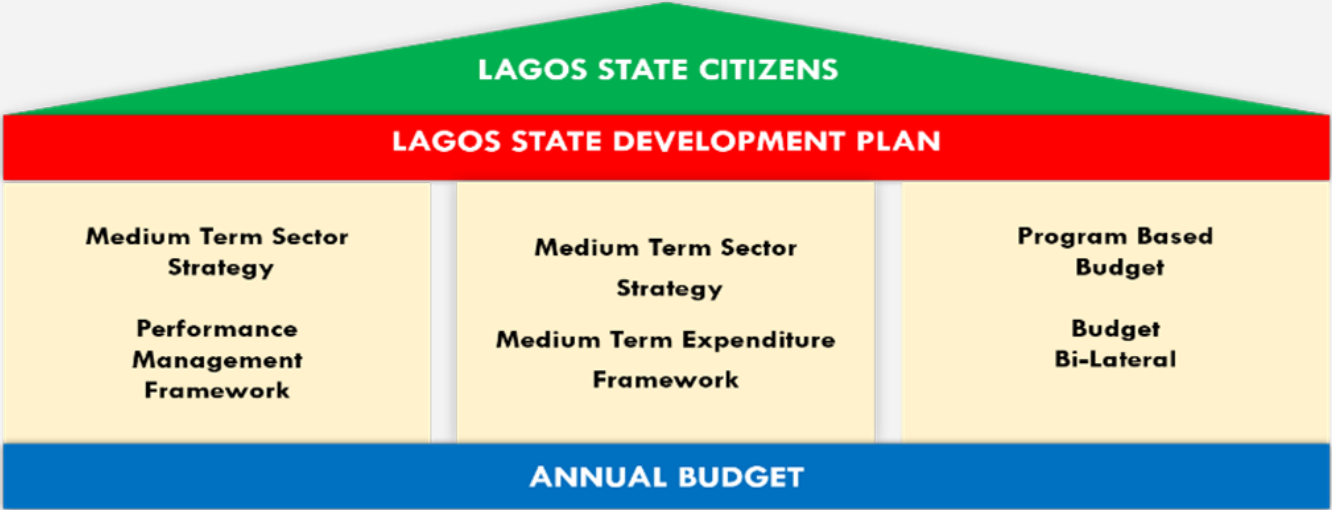 LAGOS STATE CITIZENS
LAGOS STATE DEVELOPMENT PLAN
Medium Term Sector
Strategy
Performance
Management
Framework
Medium Term Sector
Strategy
Medium Term Expenditure
Framework
Program Based
Budget
Budget
Bi-Lateral
ANNUAL BUDGET